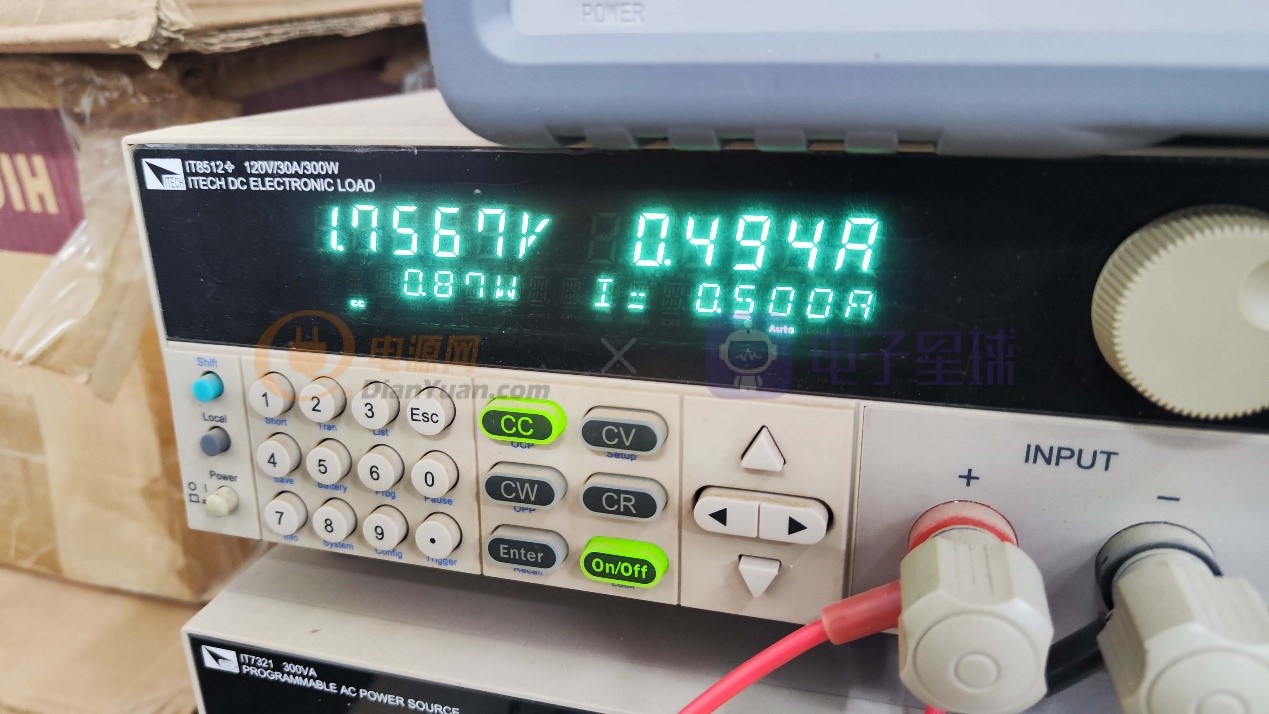 POWER
HIC
ITECH
IT8512+ 120V/30A/300W
ITECH DC ELECTRONIC LOAD
1.7567V 0.494A
0.87W I = 0.500A
cc Auto
电源网 × 电子星球
DianYuan.com
Shift
Local
Power
1 2 3 Esc
Short Tran List
4 5 6 0
Save Battery Prog Pause
7 8 9 •
Info System Config Trigger
CC CV
OCP Setup
CW CR
OPP
Enter On/Off
Recall
INPUT
+ −
IT7321 300VA
PROGRAMMABLE AC POWER SOURCE